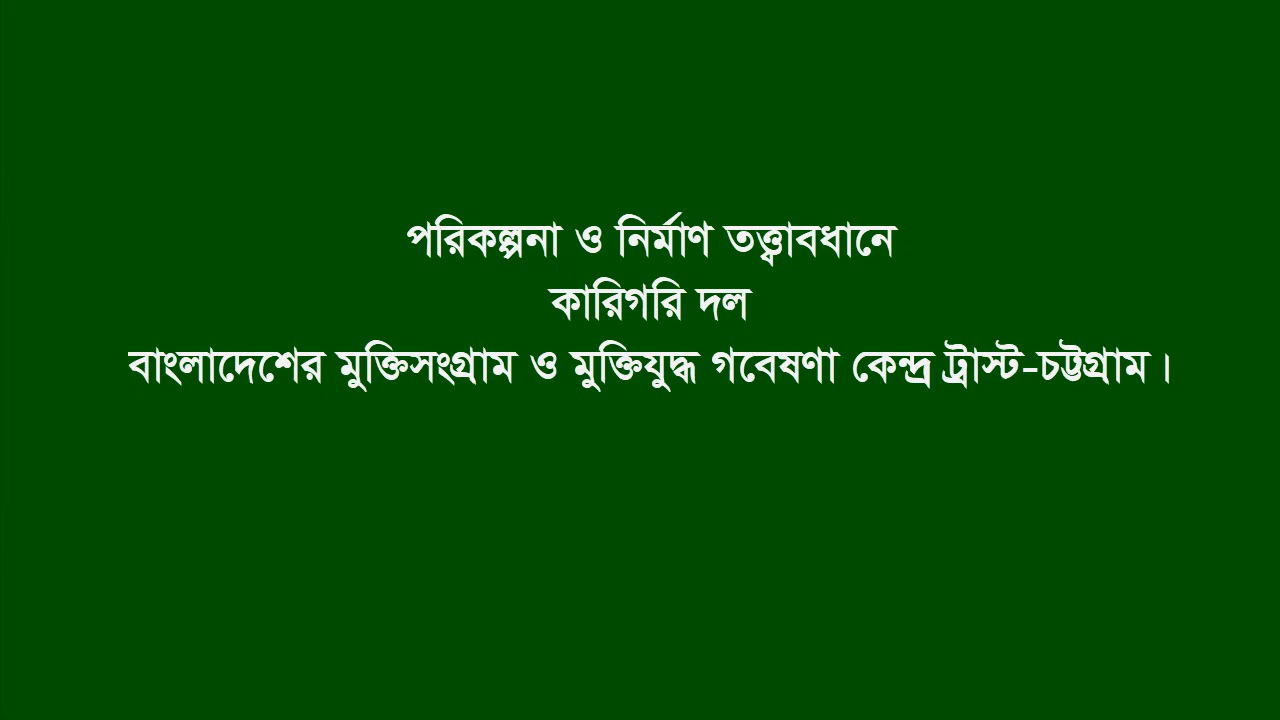 পরিকল্পনা ও নির্মাণ তত্ত্বাবধানে
কারিগরি দল
বাংলাদেশের মুক্তিসংগ্রাম ও মুক্তিযুদ্ধ গবেষণা কেন্দ্র ট্রাস্ট-চট্টগ্রাম।